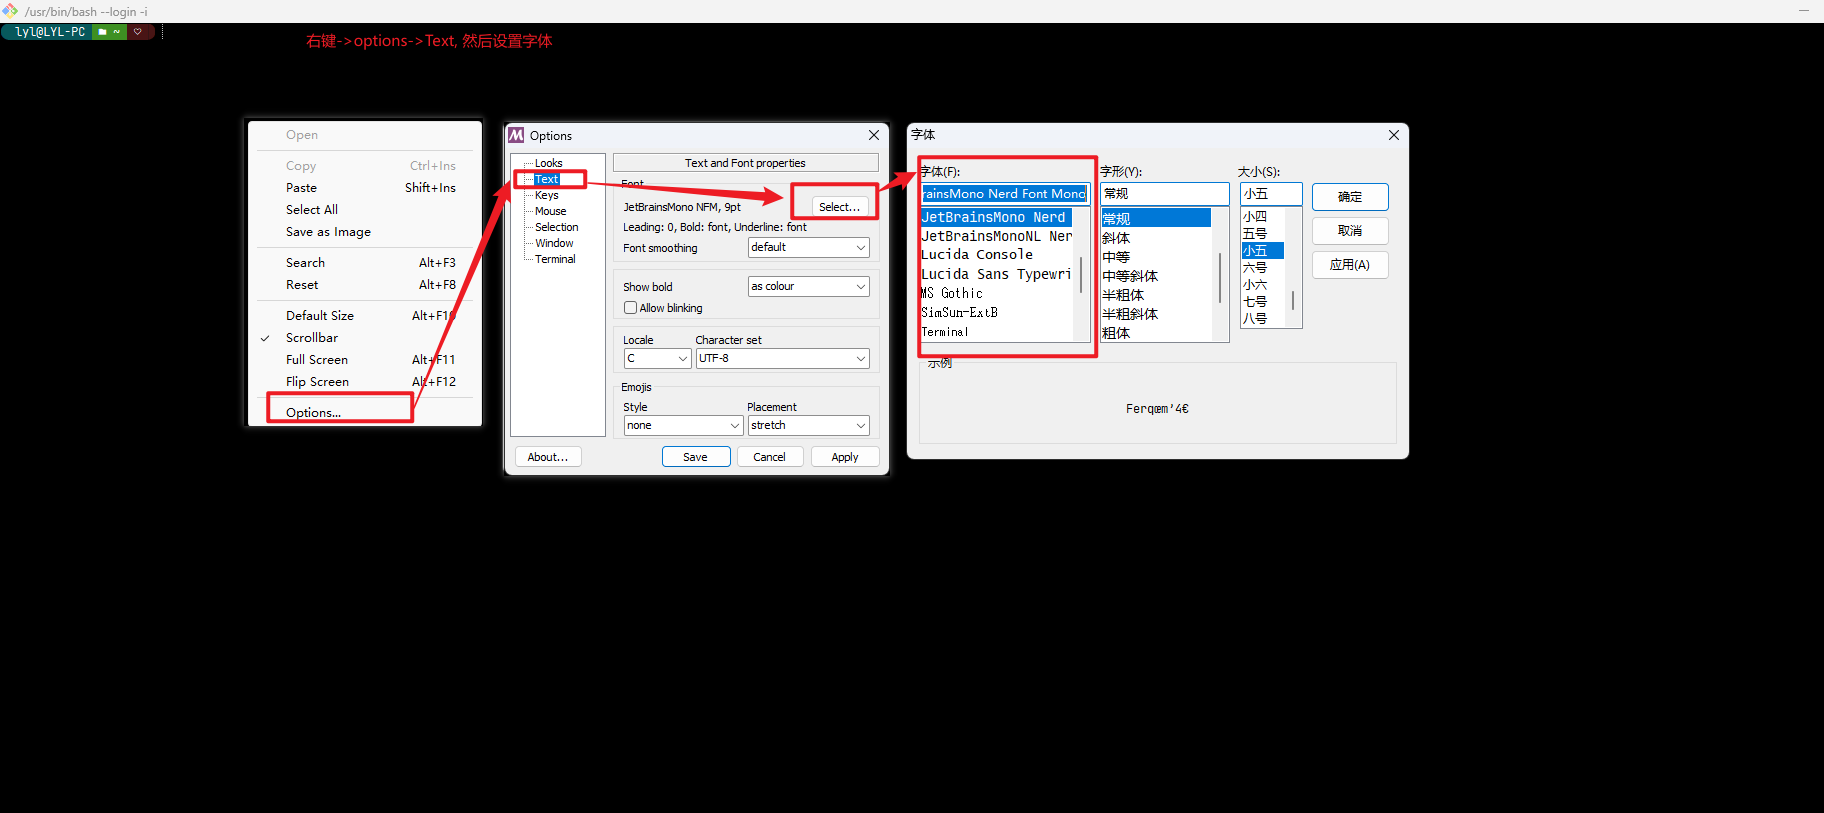 /usr/bin/bash --login -i
lyl@LYL-PC ~
右键->options->Text, 然后设置字体
Open
Copy Ctrl+Ins
Paste Shift+Ins
Select All
Save as Image
Search Alt+F3
Reset Alt+F8
Default Size Alt+F10
Scrollbar
Full Screen Alt+F11
Flip Screen Alt+F12
Options...
Options
Looks
Text
Keys
Mouse
Selection
Window
Terminal
Text and Font properties
Font
JetBrainsMono NFM, 9pt
Select...
Leading: 0, Bold: font, Underline: font
Font smoothing default
Show bold as colour
Allow blinking
Locale Character set
C UTF-8
Emojis
Style Placement
none stretch
About... Save Cancel Apply
字体
字体(F):
rainsMono Nerd Font Mono
JetBrainsMono Nerd
JetBrainsMonoNL Ner
Lucida Console
Lucida Sans Typewri
MS Gothic
SimSun-ExtB
Terminal
字形(Y):
常规
常规
斜体
中等
中等斜体
半粗体
半粗斜体
粗体
大小(S):
小五
小四
五号
小五
六号
小六
七号
八号
确定
取消
应用(A)
示例
Ferqœm'4€